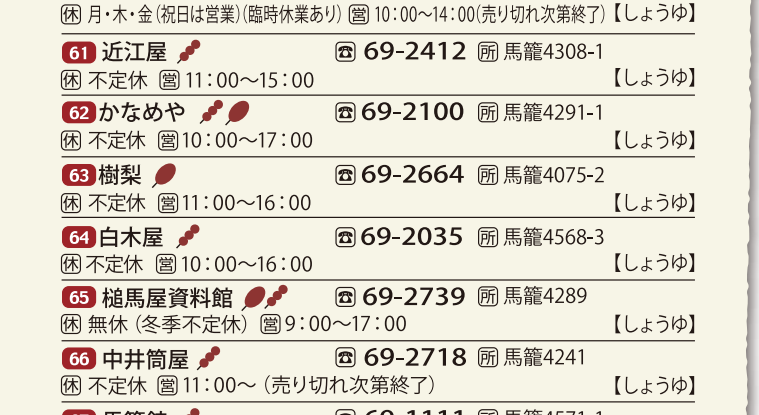 休 月・木・金(祝日は営業)(臨時休業あり) 営 10:00〜14:00(売り切れ次第終了)【しょうゆ】
61 近江屋 ☎ 69-2412 所 馬籠4308-1
休 不定休 営 11:00〜15:00 【しょうゆ】
62 かなめや ☎ 69-2100 所 馬籠4291-1
休 不定休 営 10:00〜17:00 【しょうゆ】
63 樹梨 ☎ 69-2664 所 馬籠4075-2
休 不定休 営 11:00〜16:00 【しょうゆ】
64 白木屋 ☎ 69-2035 所 馬籠4568-3
休 不定休 営 10:00〜16:00 【しょうゆ】
65 槌馬屋資料館 ☎ 69-2739 所 馬籠4289
休 無休(冬季不定休) 営 9:00〜17:00 【しょうゆ】
66 中井筒屋 ☎ 69-2718 所 馬籠4241
休 不定休 営 11:00〜(売り切れ次第終了) 【しょうゆ】
☎ 69-1111 所 馬籠4571-1